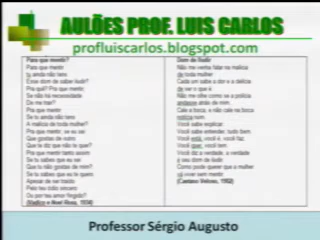 AULÕES PROF. LUIS CARLOS
profluiscarlos.blogspot.com
Para que mentir?
Para que mentir
tu ainda não tens
Esse dom de saber iludir?
Pra quê? Pra que mentir
Se não há necessidade
De me trair?
Pra que mentir
Se tu ainda não tens
A malícia de toda mulher?
Pra que mentir, se eu sei
Que gostas de outro
Que te diz que não te quer?
Pra que mentir tanto assim
Se tu sabes que eu sei
Que tu não gostas de mim?
Se tu sabes que eu te quero
Apesar de ser traído
Pelo teu ódio sincero
Ou por teu amor fingido?
(Vadico e Noel Rosa, 1934)
Dom de Iludir
Não me venha falar na malícia
de toda mulher
Cada um sabe a dor e a delícia
de ser o que é.
Não me olhe como se a polícia
andasse atrás de mim.
Cale a boca, e não cale na boca
notícia ruim.
Você sabe explicar
Você sabe entender, tudo bem.
Você está, você é, você faz.
Você quer, você tem.
Você diz a verdade, a verdade
é seu dom de iludir.
Como pode querer que a mulher
vá viver sem mentir
(Caetano Veloso, 1982)
Professor Sérgio Augusto